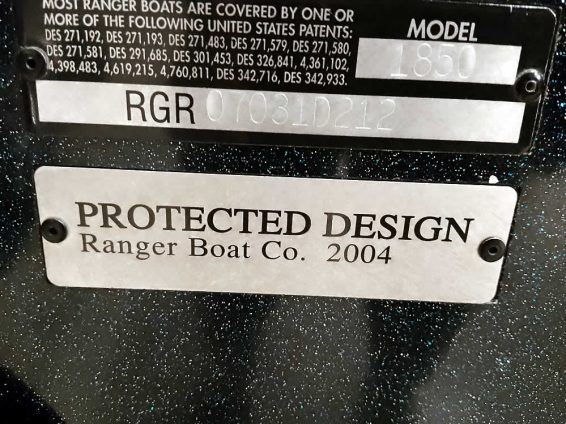 MOST RANGER BOATS ARE COVERED BY ONE OR
MORE OF THE FOLLOWING UNITED STATES PATENTS:
DES 271,192, DES 271,193, DES 271,483, DES 271,579, DES 271,580,
DES 271,581, DES 291,685, DES 301,453, DES 326,841, 4,361,102,
4,398,483, 4,619,215, 4,760,811, DES 342,716, DES 342,933.
MODEL
1850
RGR 07031D212
PROTECTED DESIGN
Ranger Boat Co. 2004